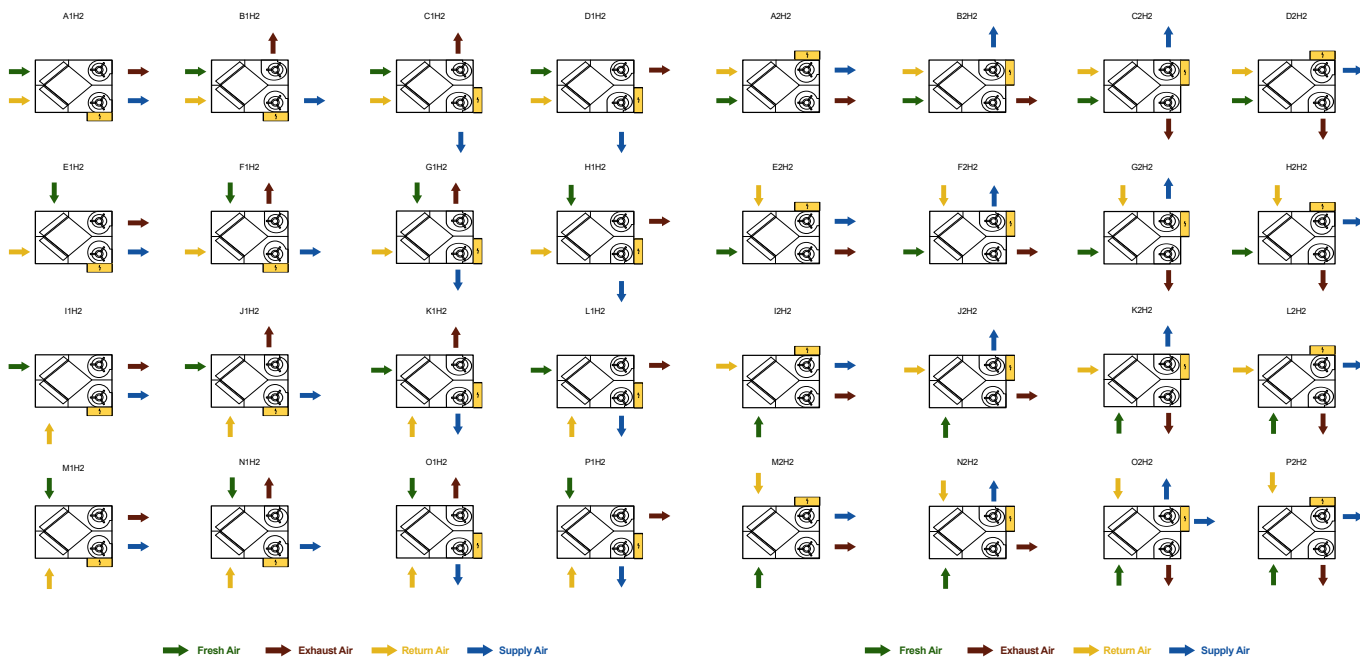 A1H2 B1H2 C1H2 D1H2 A2H2 B2H2 C2H2 D2H2
E1H2 F1H2 G1H2 H1H2 E2H2 F2H2 G2H2 H2H2
I1H2 J1H2 K1H2 L1H2 I2H2 J2H2 K2H2 L2H2
M1H2 N1H2 O1H2 P1H2 M2H2 N2H2 O2H2 P2H2
Fresh Air Exhaust Air Return Air Supply Air Fresh Air Exhaust Air Return Air Supply Air